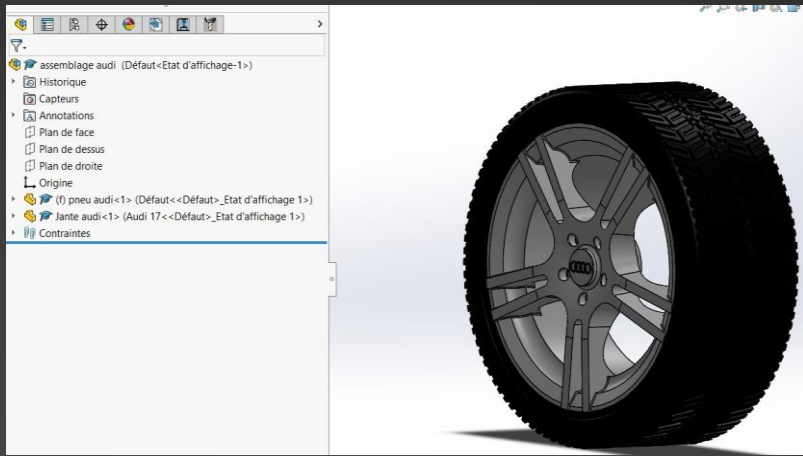 assemblage audi (Défaut<Etat d'affichage-1>)
Historique
Capteurs
Annotations
Plan de face
Plan de dessus
Plan de droite
Origine
(f) pneu audi<1> (Défaut<<Défaut>_Etat d'affichage 1>)
Jante audi<1> (Audi 17<<Défaut>_Etat d'affichage 1>)
Contraintes